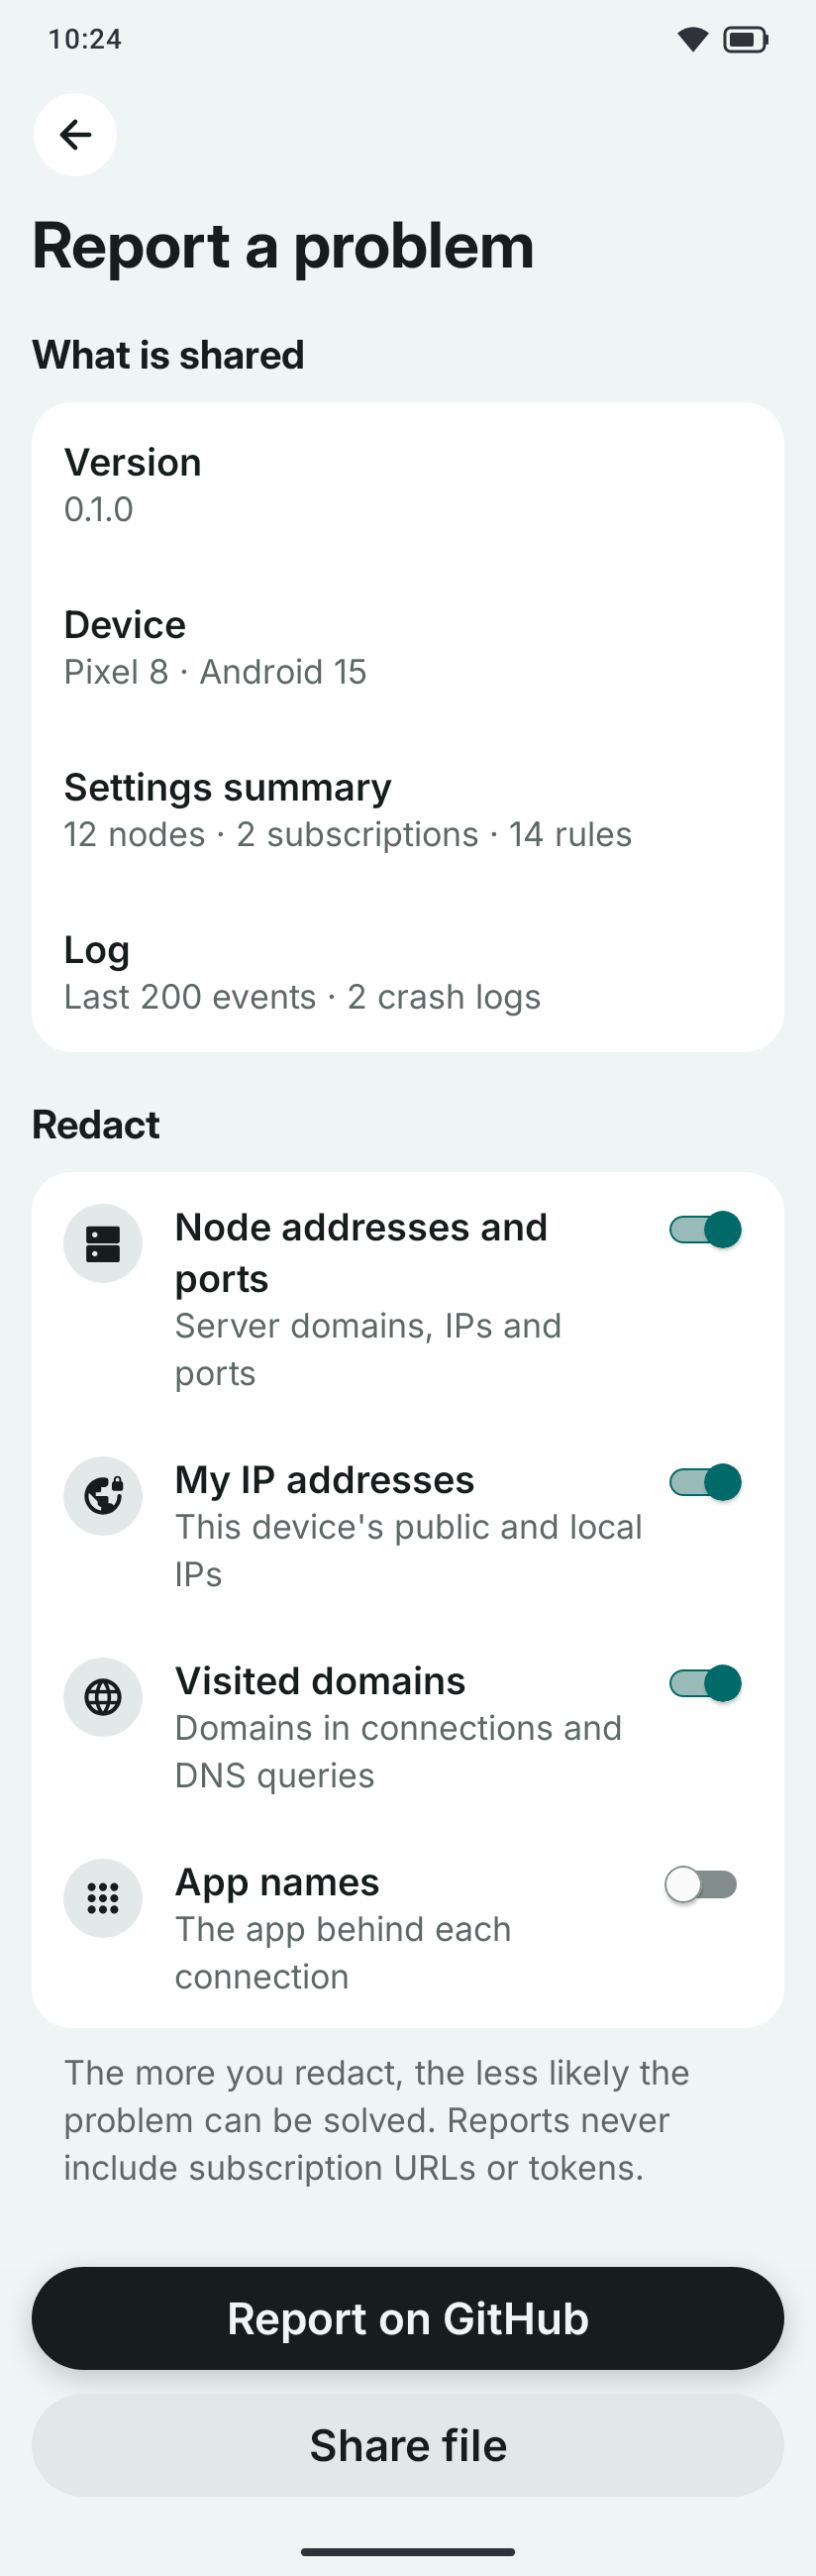 10:24
Report a problem
What is shared
Version
0.1.0
Device
Pixel 8 · Android 15
Settings summary
12 nodes · 2 subscriptions · 14 rules
Log
Last 200 events · 2 crash logs
Redact
Node addresses and
ports
Server domains, IPs and
ports
My IP addresses
This device's public and local
IPs
Visited domains
Domains in connections and
DNS queries
App names
The app behind each
connection
The more you redact, the less likely the
problem can be solved. Reports never
include subscription URLs or tokens.
Report on GitHub
Share file